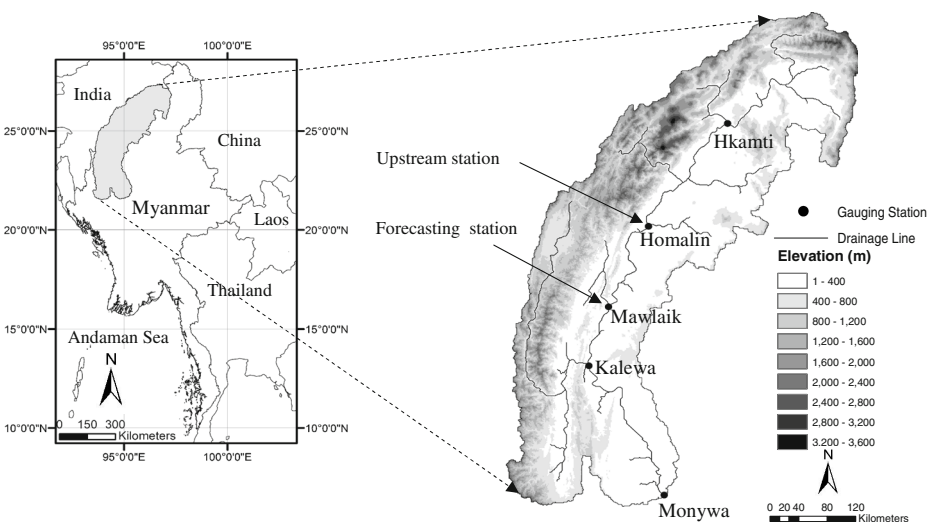 95°0'0"E 100°0'0"E
India
25°0'0"N 25°0'0"N
China
Myanmar
Laos
20°0'0"N 20°0'0"N
Thailand
15°0'0"N 15°0'0"N
Andaman Sea
N
0 150 300
Kilometers
10°0'0"N 10°0'0"N
95°0'0"E 100°0'0"E
Hkamti
Upstream station
Homalin
Forecasting station
Mawlaik
Kalewa
Monywa
Gauging Station
Drainage Line
Elevation (m)
1 - 400
400 - 800
800 - 1,200
1,200 - 1,600
1,600 - 2,000
2,000 - 2,400
2,400 - 2,800
2,800 - 3,200
3,200 - 3,600
N
0 20 40 80 120
Kilometers